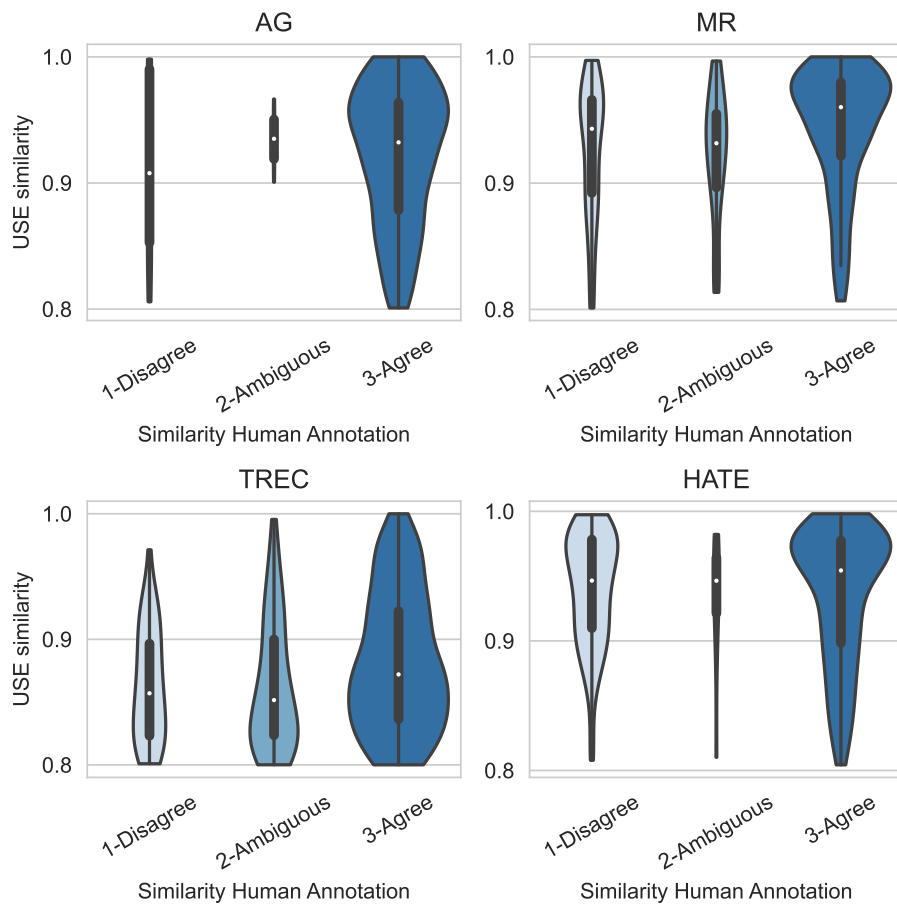 AG
MR
USE similarity
1.0
0.9
0.8
1-Disagree
2-Ambiguous
3-Agree
Similarity Human Annotation
1.0
0.9
0.8
1-Disagree
2-Ambiguous
3-Agree
Similarity Human Annotation
TREC
HATE
USE similarity
1.0
0.9
0.8
1-Disagree
2-Ambiguous
3-Agree
Similarity Human Annotation
1.0
0.9
0.8
1-Disagree
2-Ambiguous
3-Agree
Similarity Human Annotation